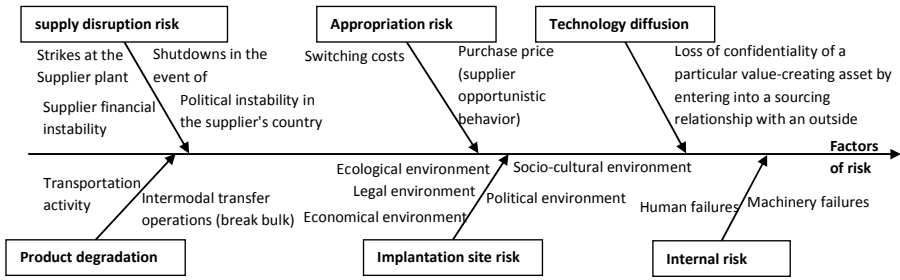 supply disruption risk
Appropriation risk
Technology diffusion
Strikes at the
Supplier plant
Shutdowns in the
event of
Supplier financial
instability
Political instability in
the supplier's country
Switching costs
Purchase price
(supplier
opportunistic
behavior)
Loss of confidentiality of a
particular value-creating asset by
entering into a sourcing
relationship with an outside
Factors
of risk
Transportation
activity
Intermodal transfer
operations (break bulk)
Ecological environment
Legal environment
Economical environment
Socio-cultural environment
Political environment
Human failures
Machinery failures
Product degradation
Implantation site risk
Internal risk